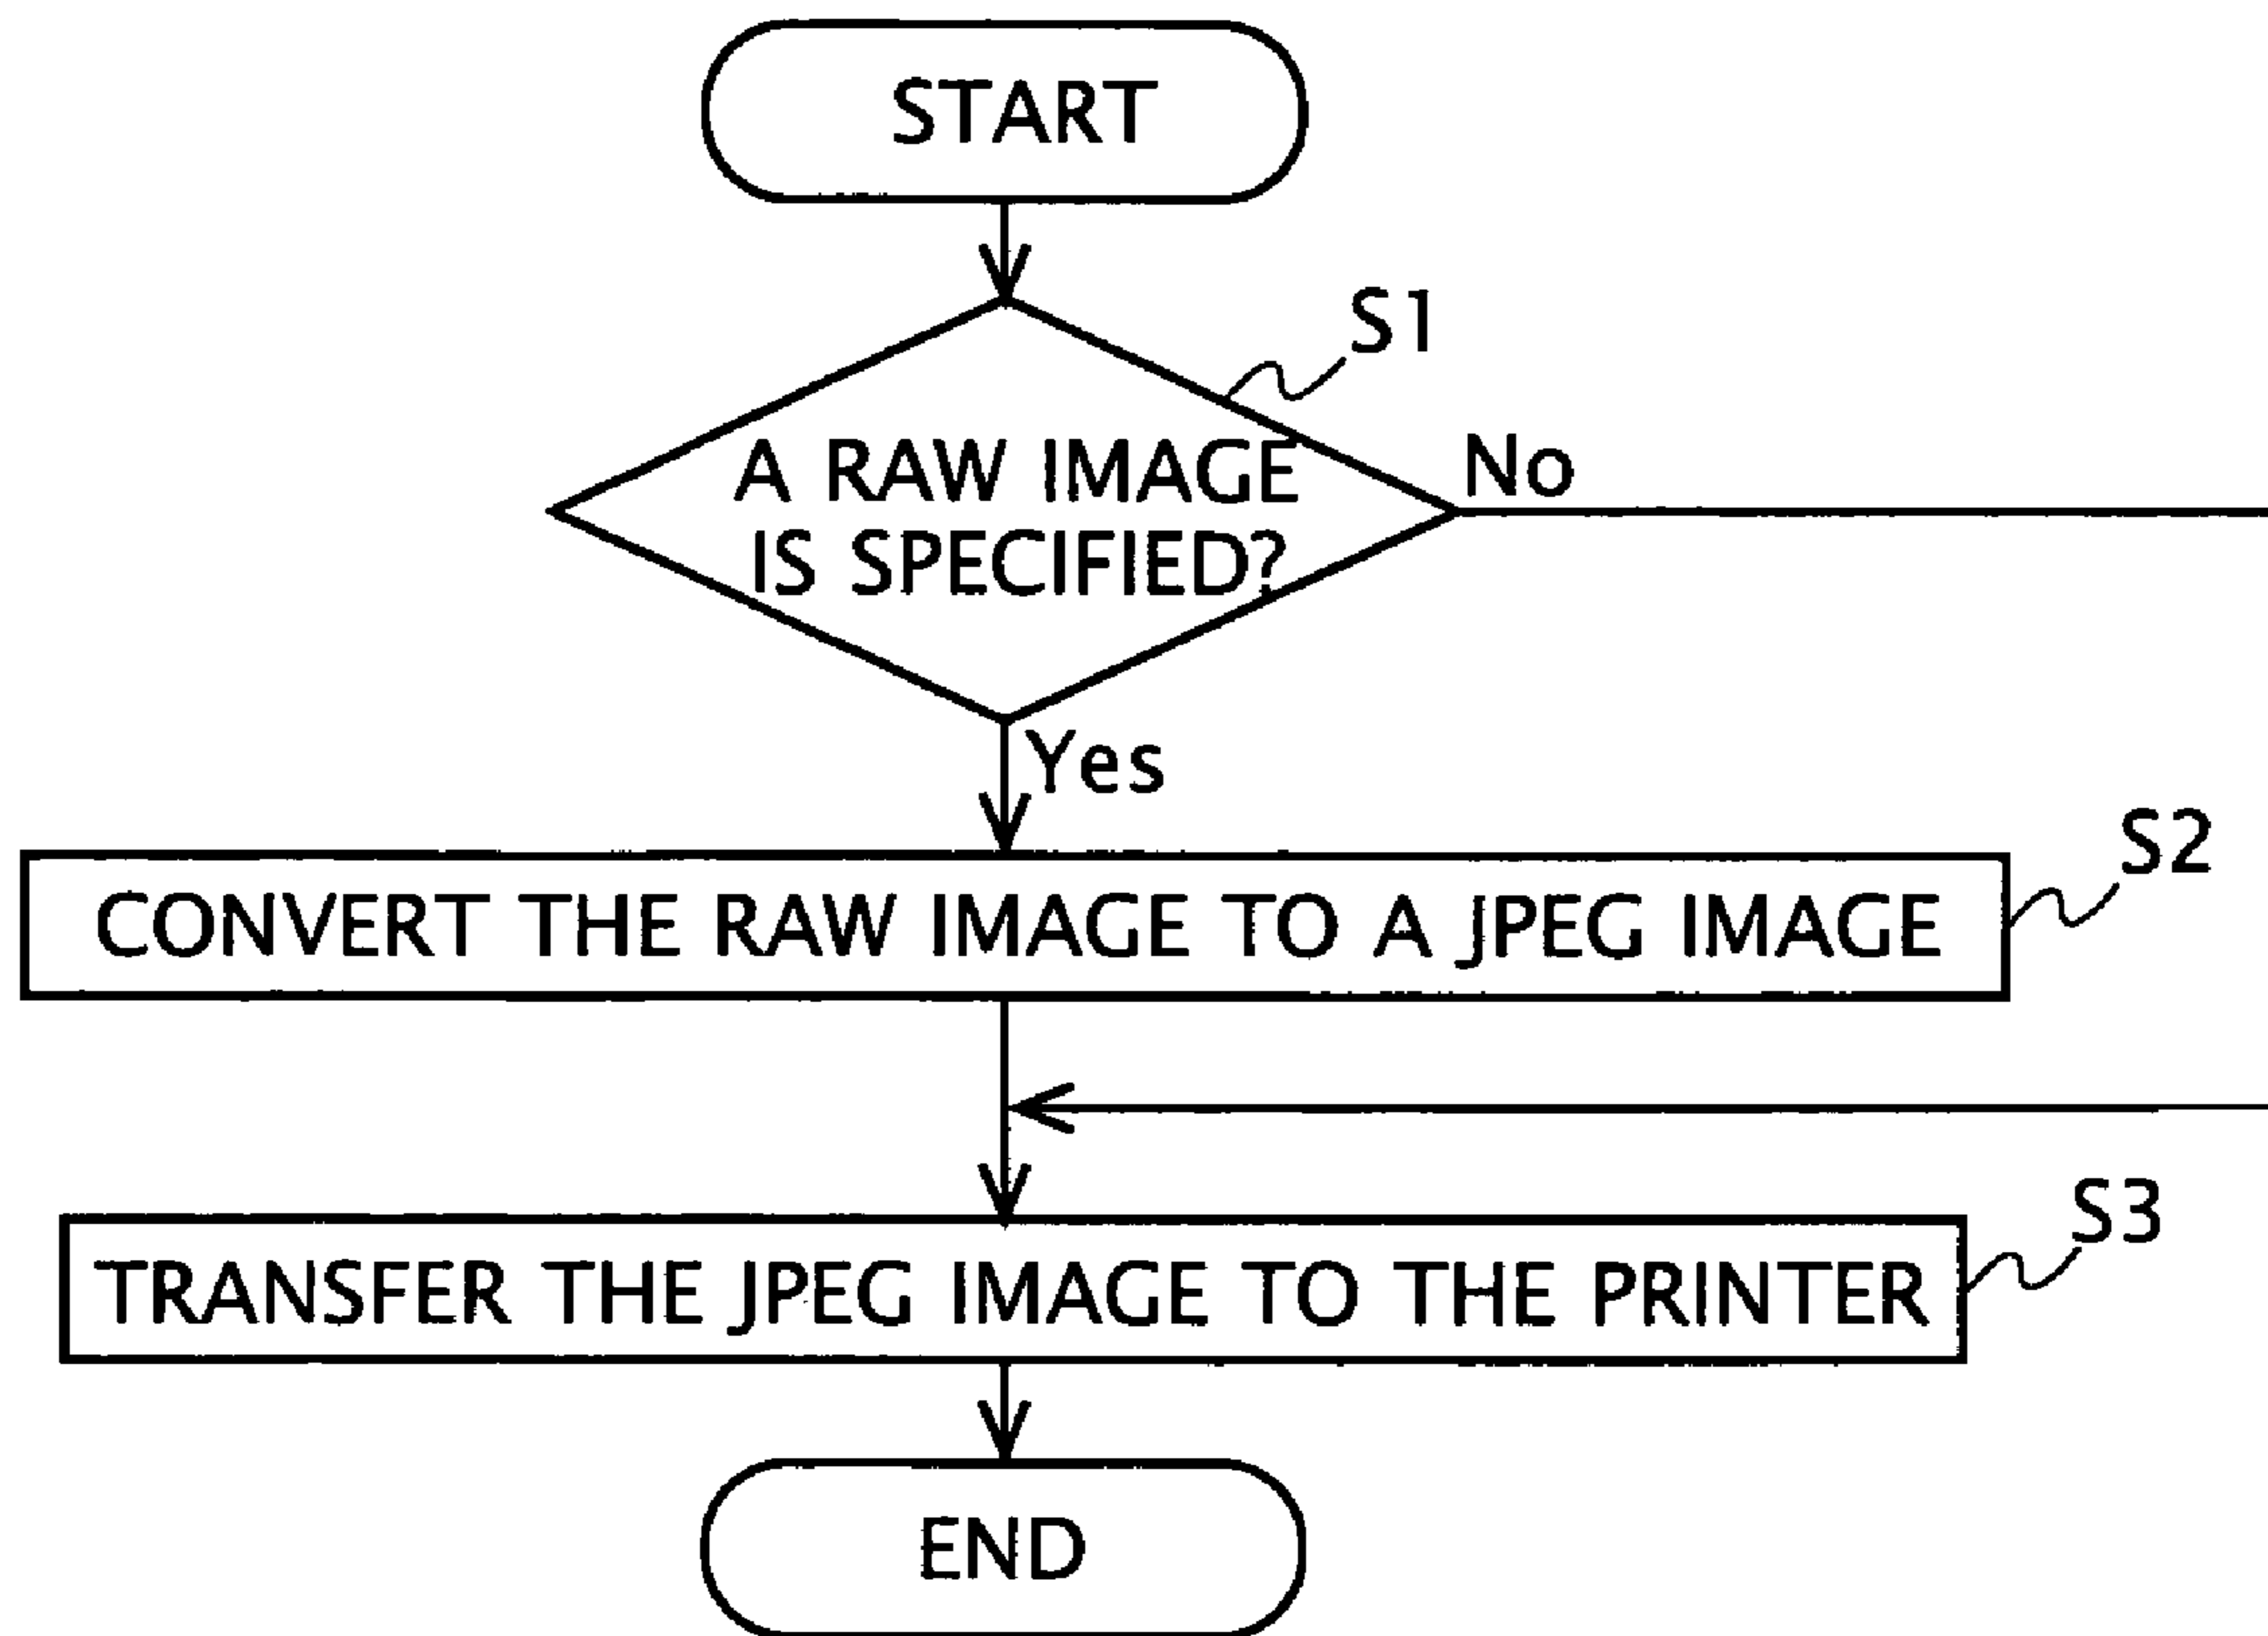 START
S1
A RAW IMAGE
IS SPECIFIED?
No
Yes
S2
CONVERT THE RAW IMAGE TO A JPEG IMAGE
S3
TRANSFER THE JPEG IMAGE TO THE PRINTER
END